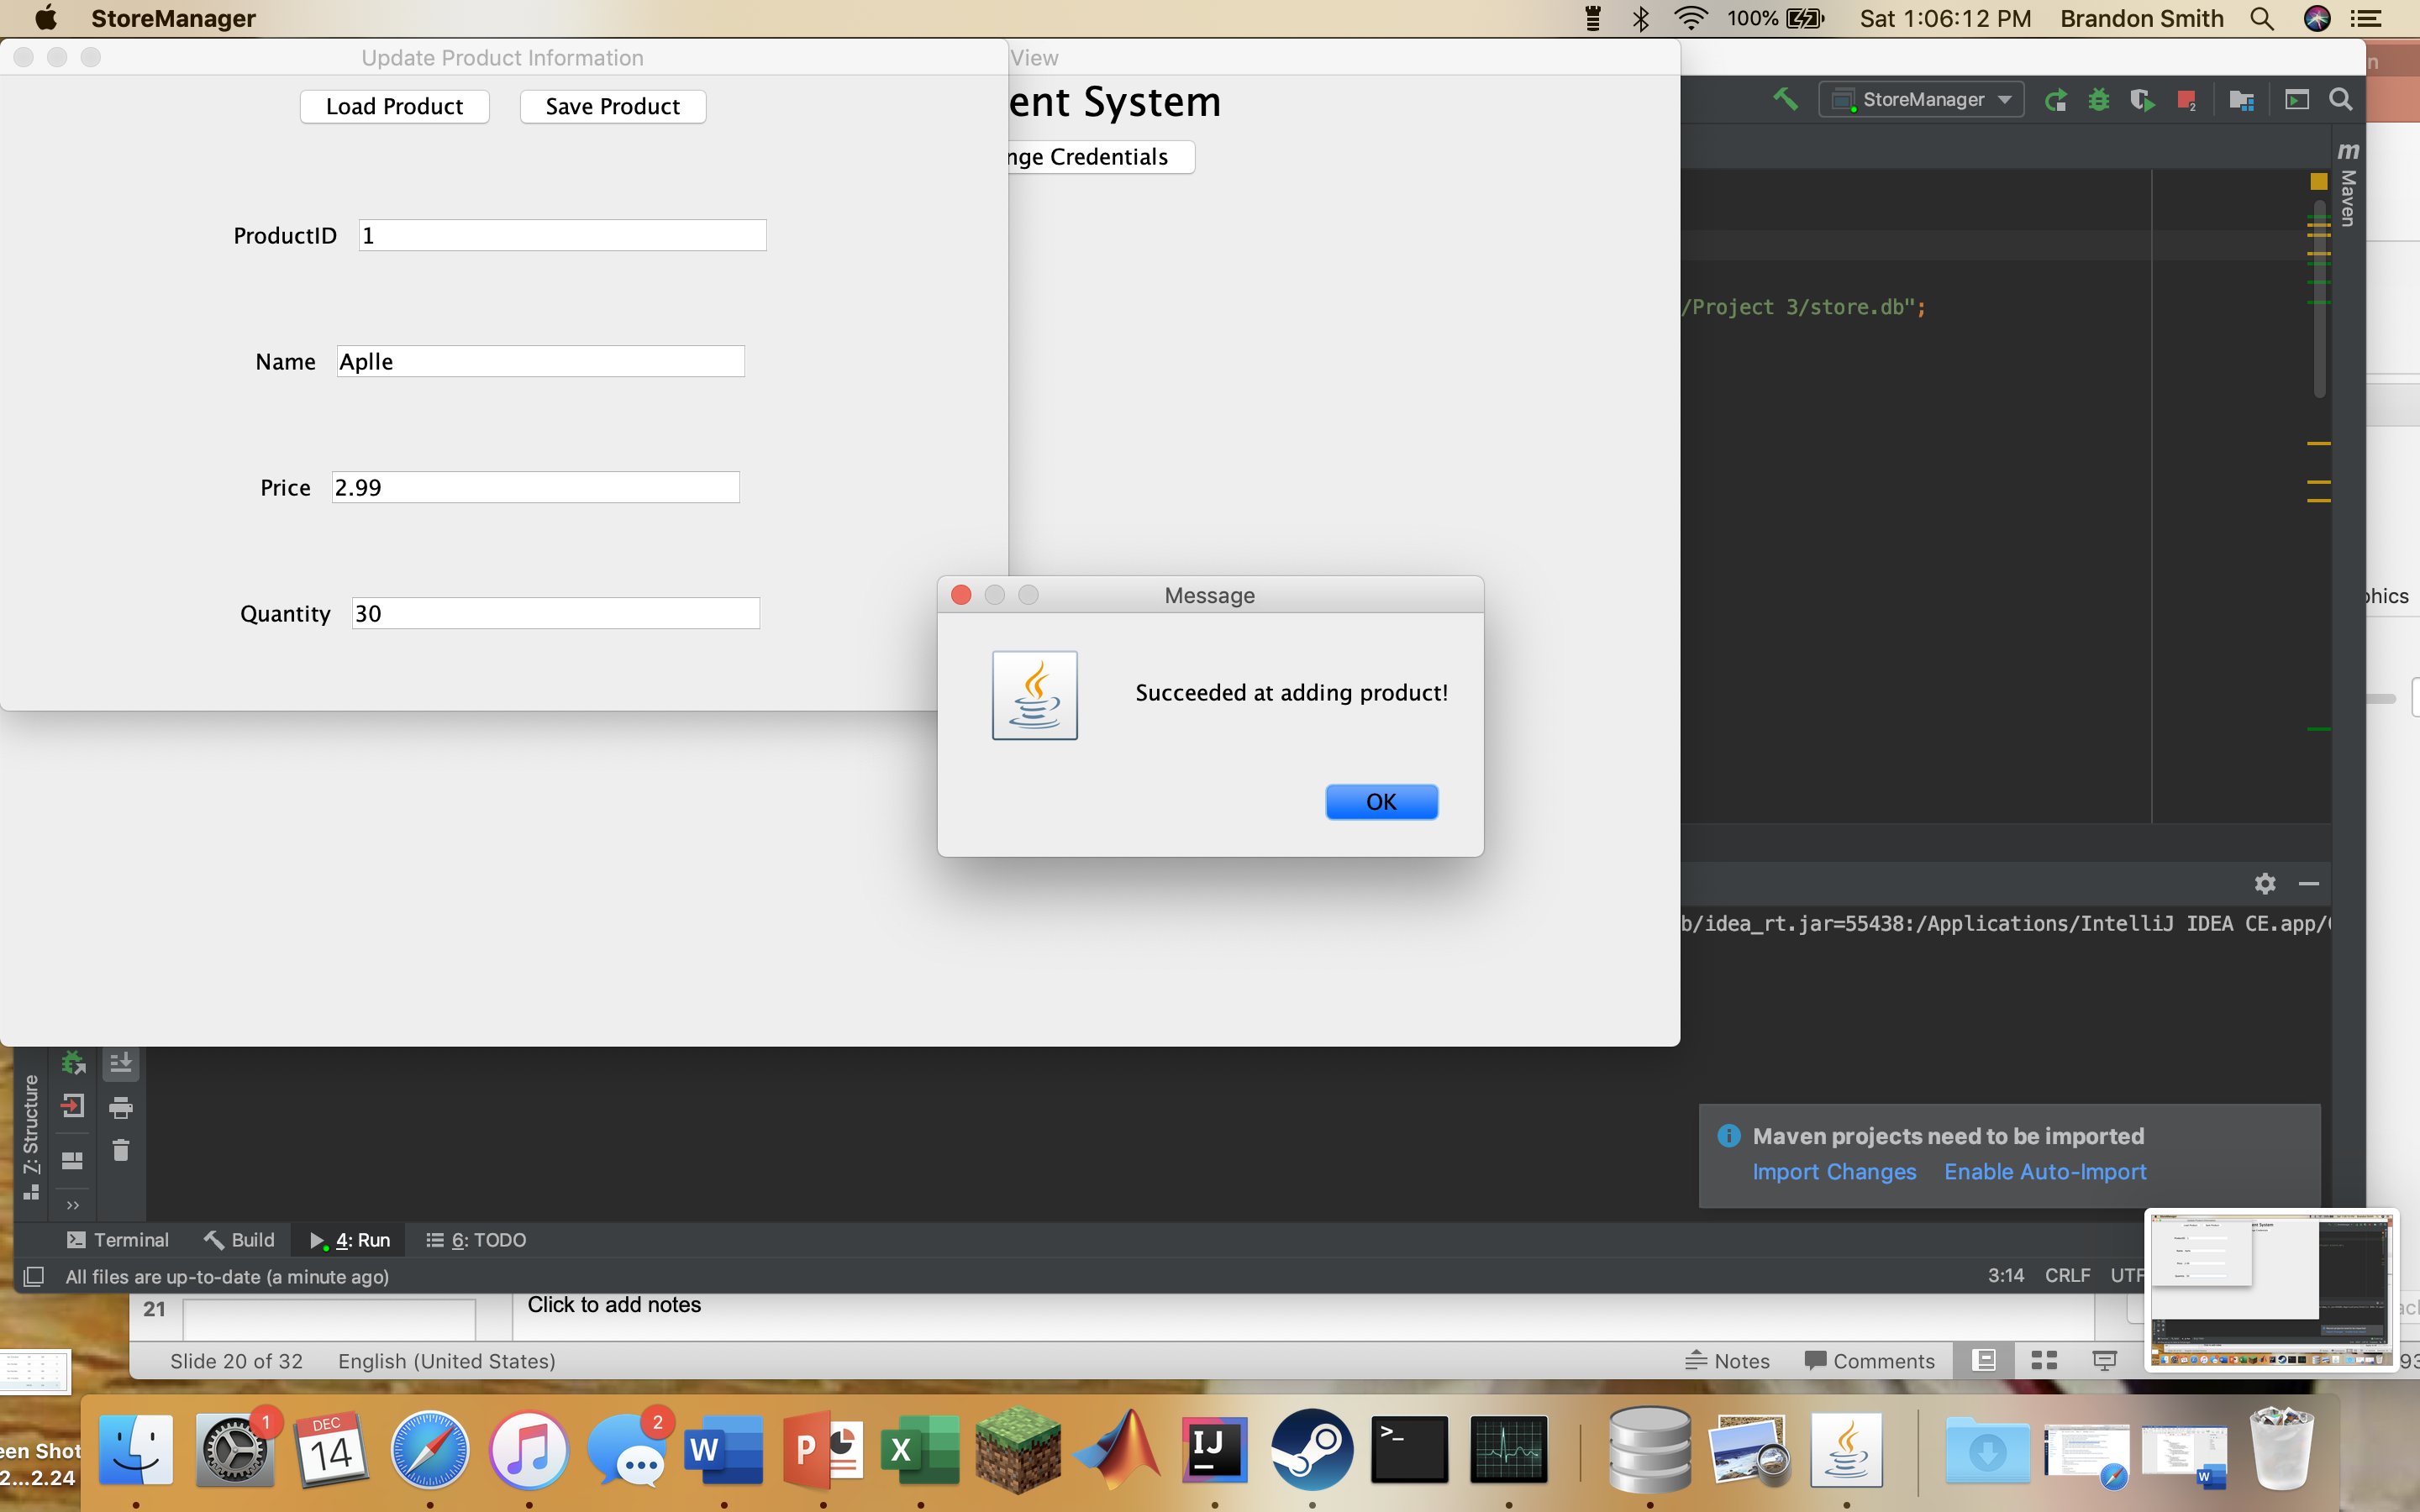 StoreManager
100%
Sat 1:06:12 PM
Brandon Smith
Update Product Information
View
Load Product
Save Product
ent System
nge Credentials
StoreManager
2
m
Maven
ProductID 1
/Project 3/store.db";
Name Aplle
Price 2.99
Quantity 30
phics
Message
Succeeded at adding product!
OK
b/idea_rt.jar=55438:/Applications/IntelliJ IDEA CE.app/
7: Structure
Maven projects need to be imported
Import Changes Enable Auto-Import
>>
Terminal
Build
4: Run
6: TODO
All files are up-to-date (a minute ago)
3:14
CRLF
UTF
21
Click to add notes
Slide 20 of 32
English (United States)
Notes
Comments
93
1
DEC
14
2
W
P
X
IJ
>_
W
een Shot
2...2.24